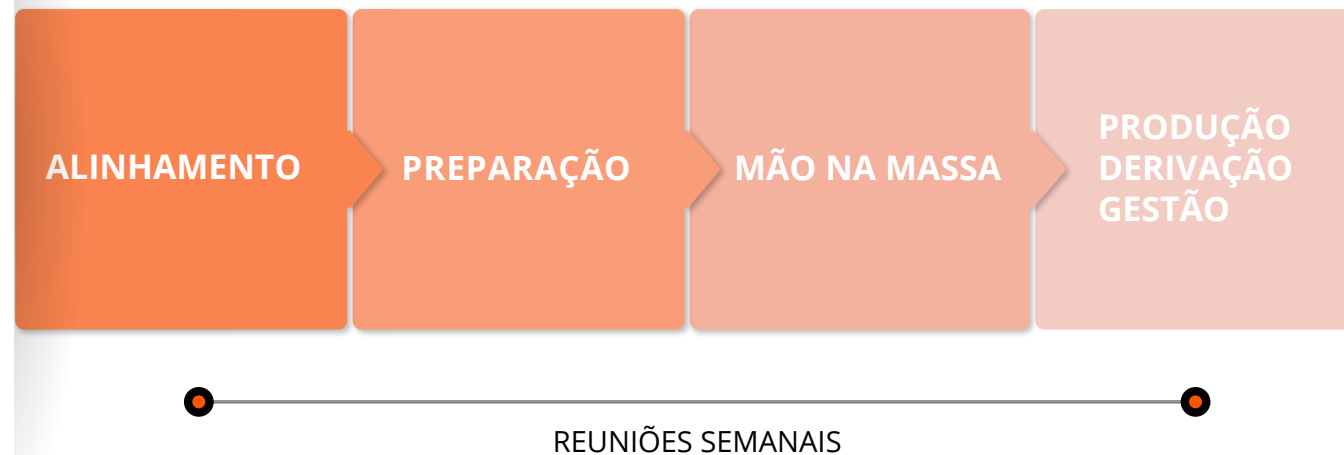 ALINHAMENTO
PREPARAÇÃO
MÃO NA MASSA
PRODUÇÃO
DERIVAÇÃO
GESTÃO
REUNIÕES SEMANAIS